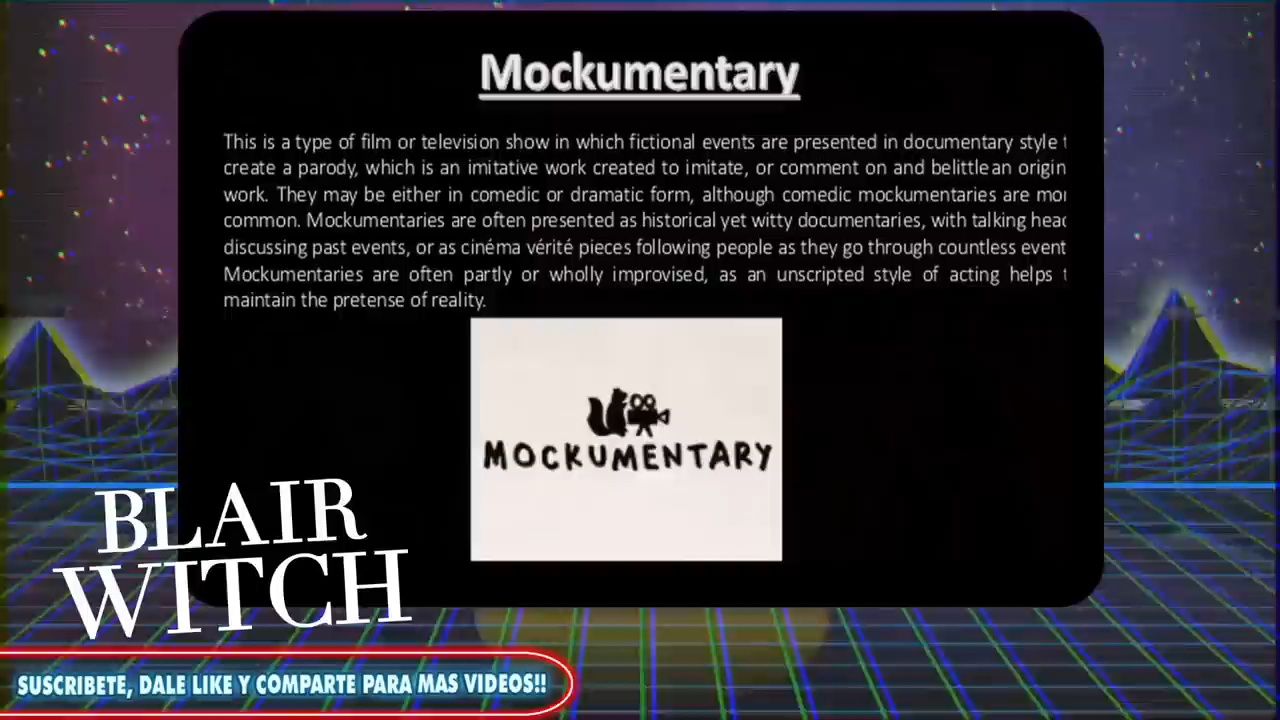 Mockumentary
This is a type of film or television show in which fictional events are presented in documentary style
create a parody, which is an imitative work created to imitate, or comment on and belittle an origin
work. They may be either in comedic or dramatic form, although comedic mockumentaries are mo
common. Mockumentaries are often presented as historical yet witty documentaries, with talking head
discussing past events, or as cinéma vérité pieces following people as they go through countless event
Mockumentaries are often partly or wholly improvised, as an unscripted style of acting helps
maintain the pretense of reality.
MOCKUMENTARY
BLAIR
WITCH
SUSCRIBETE, DALE LIKE Y COMPARTE PARA MAS VIDEOS!!